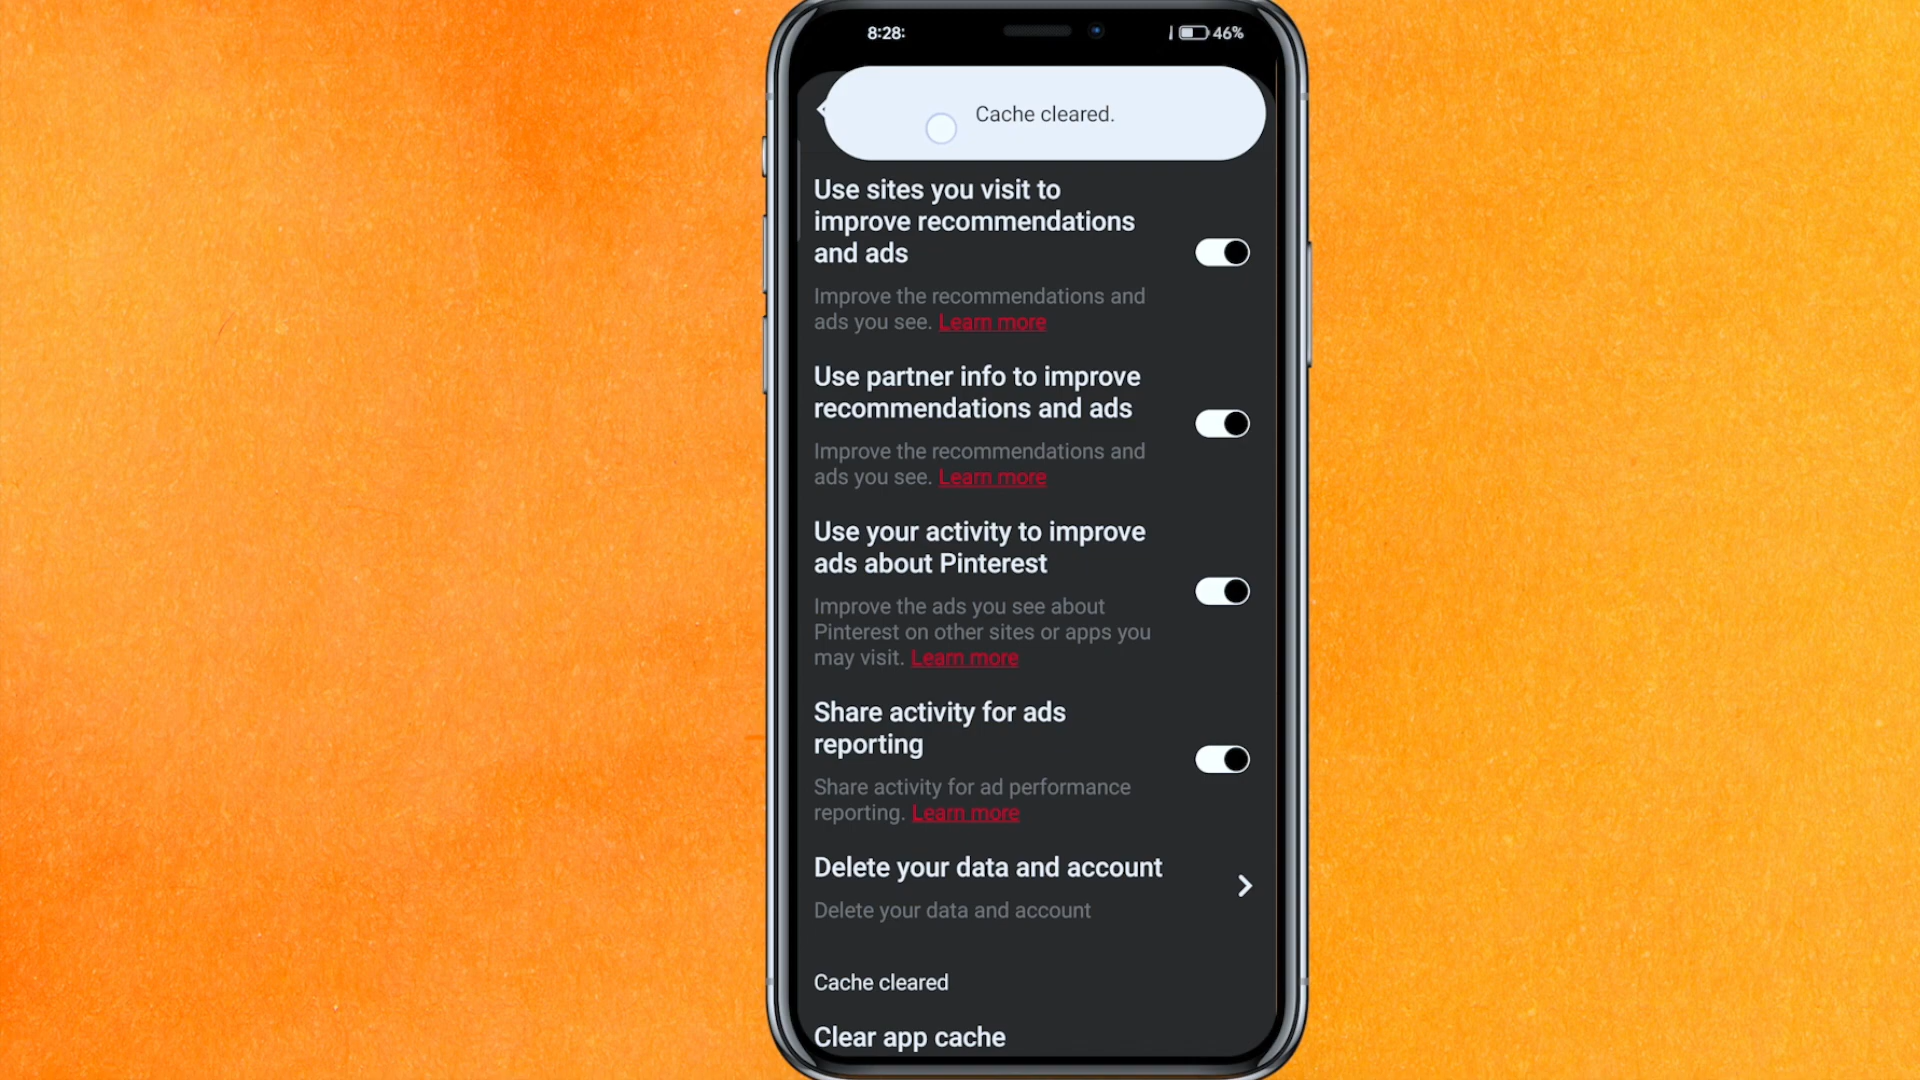 8:28:
46%
Cache cleared.
Use sites you visit to
improve recommendations
and ads
Improve the recommendations and
ads you see. Learn more
Use partner info to improve
recommendations and ads
Improve the recommendations and
ads you see. Learn more
Use your activity to improve
ads about Pinterest
Improve the ads you see about
Pinterest on other sites or apps you
may visit. Learn more
Share activity for ads
reporting
Share activity for ad performance
reporting. Learn more
Delete your data and account
Delete your data and account
Cache cleared
Clear app cache